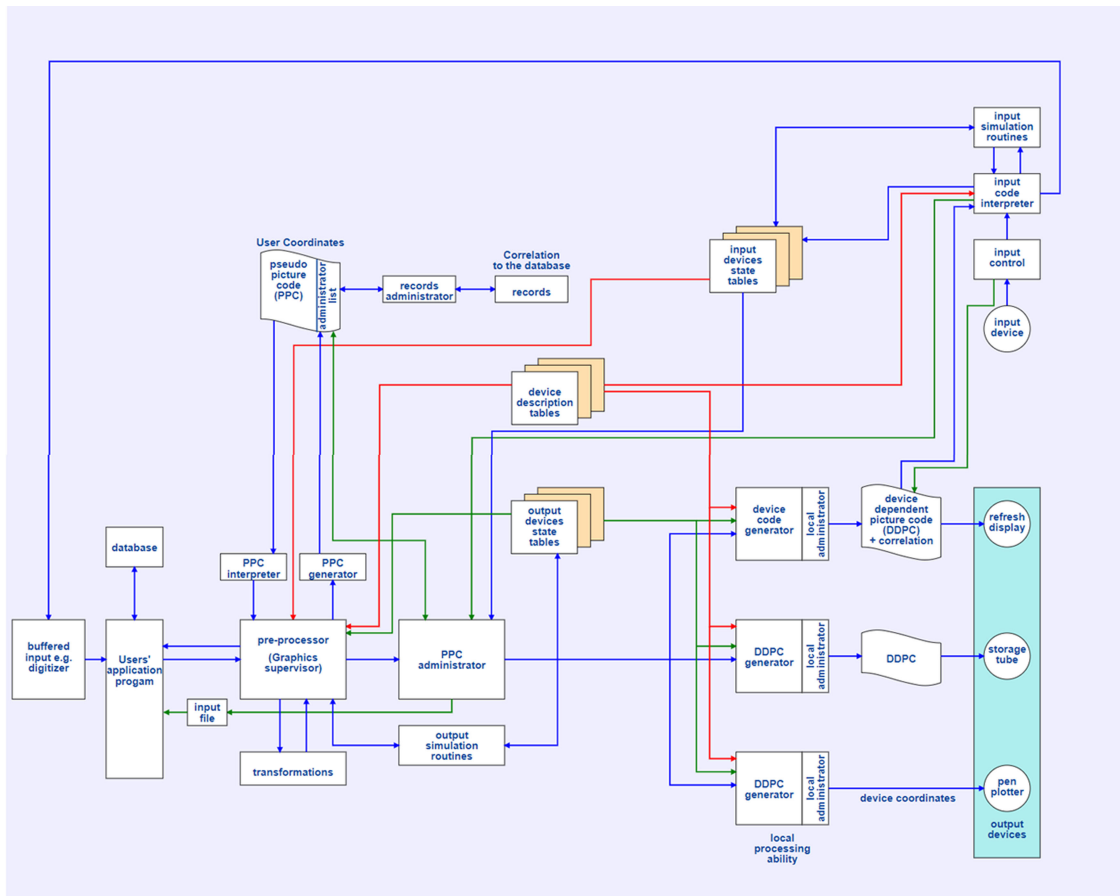 input
simulation
routines
input
code
interpreter
User Coordinates
pseudo
picture
code
(PPC)
administrator
list
records
administrator
Correlation
to the database
records
input
devices
state
tables
input
control
input
device
device
description
tables
output
devices
state
tables
device
code
generator
local
administrator
device
dependent
picture code
(DDPC)
+ correlation
refresh
display
database
PPC
interpreter
PPC
generator
buffered
input e.g.
digitizer
Users'
application
progam
pre-processor
(Graphics
supervisor)
PPC
administrator
DDPC
generator
local
administrator
DDPC
storage
tube
input
file
transformations
output
simulation
routines
DDPC
generator
local
administrator
device coordinates
pen
plotter
output
devices
local
processing
ability